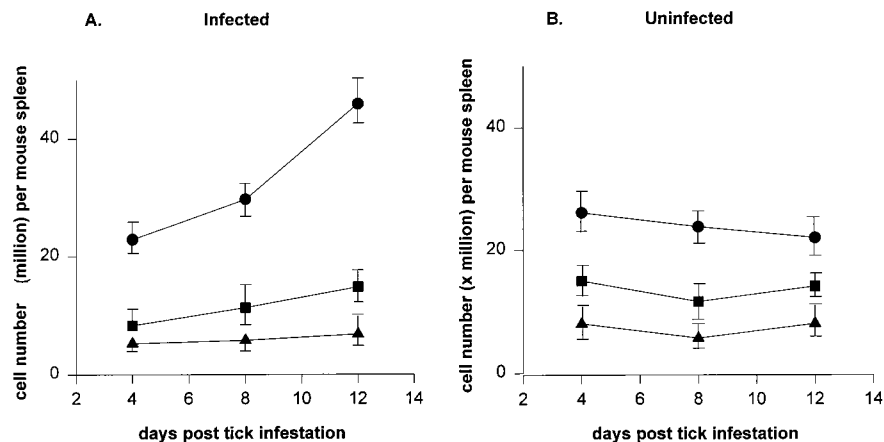 A. Infected
cell number (million) per mouse spleen
40
20
0
2 4 6 8 10 12 14
days post tick infestation
B. Uninfected
cell number (x million) per mouse spleen
40
20
0
2 4 6 8 10 12 14
days post tick infestation